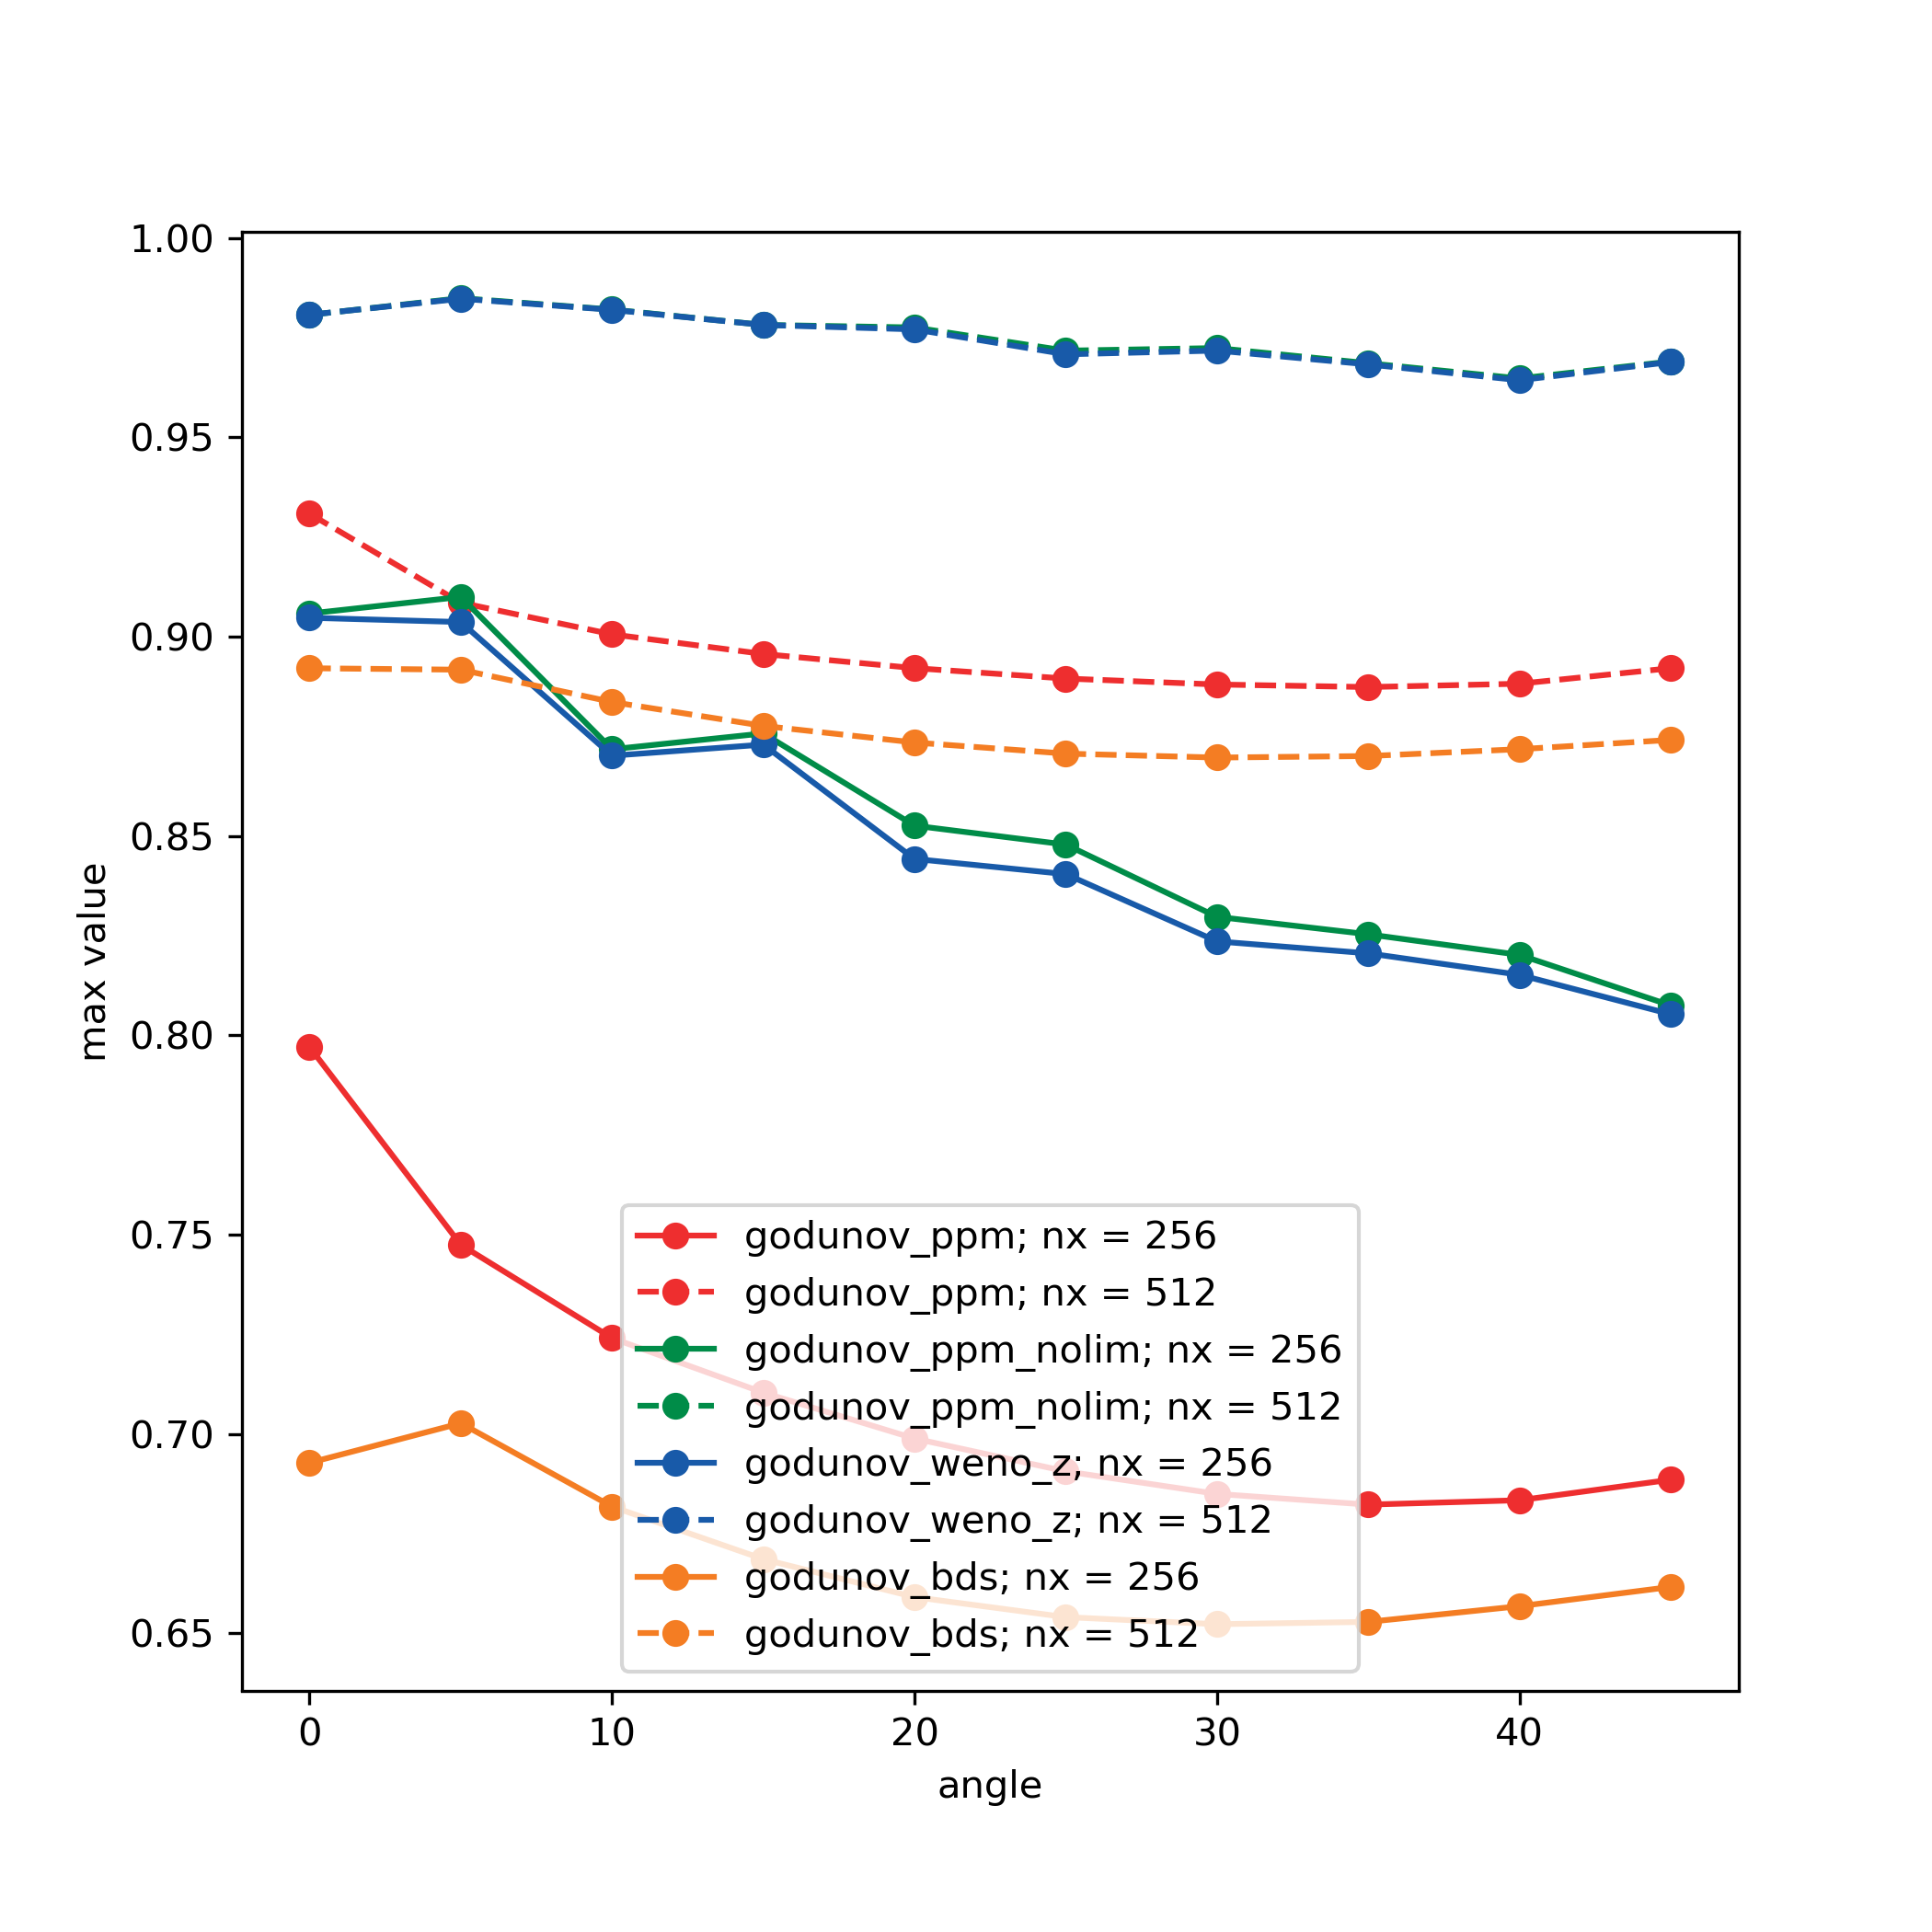 1.00
0.95
0.90
0.85
0.80
0.75
0.70
0.65
max value
godunov_ppm; nx = 256
godunov_ppm; nx = 512
godunov_ppm_nolim; nx = 256
godunov_ppm_nolim; nx = 512
godunov_weno_z; nx = 256
godunov_weno_z; nx = 512
godunov_bds; nx = 256
godunov_bds; nx = 512
0 10 20 30 40
angle